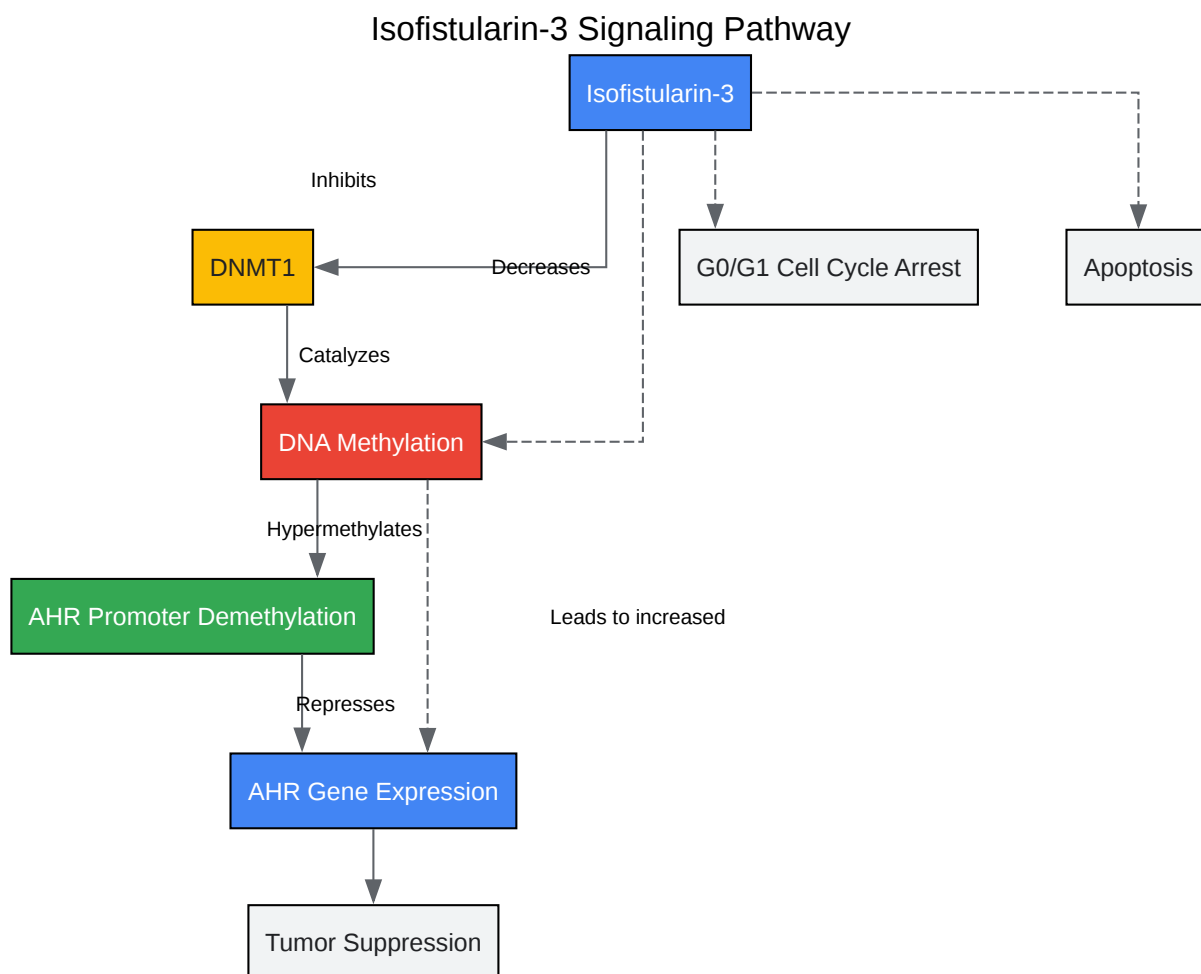 Isofistularin-3 Signaling Pathway
Isofistularin-3
Inhibits
DNMT1
Decreases
G0/G1 Cell Cycle Arrest
Apoptosis
Catalyzes
DNA Methylation
Hypermethylates
AHR Promoter Demethylation
Leads to increased
Represses
AHR Gene Expression
Tumor Suppression